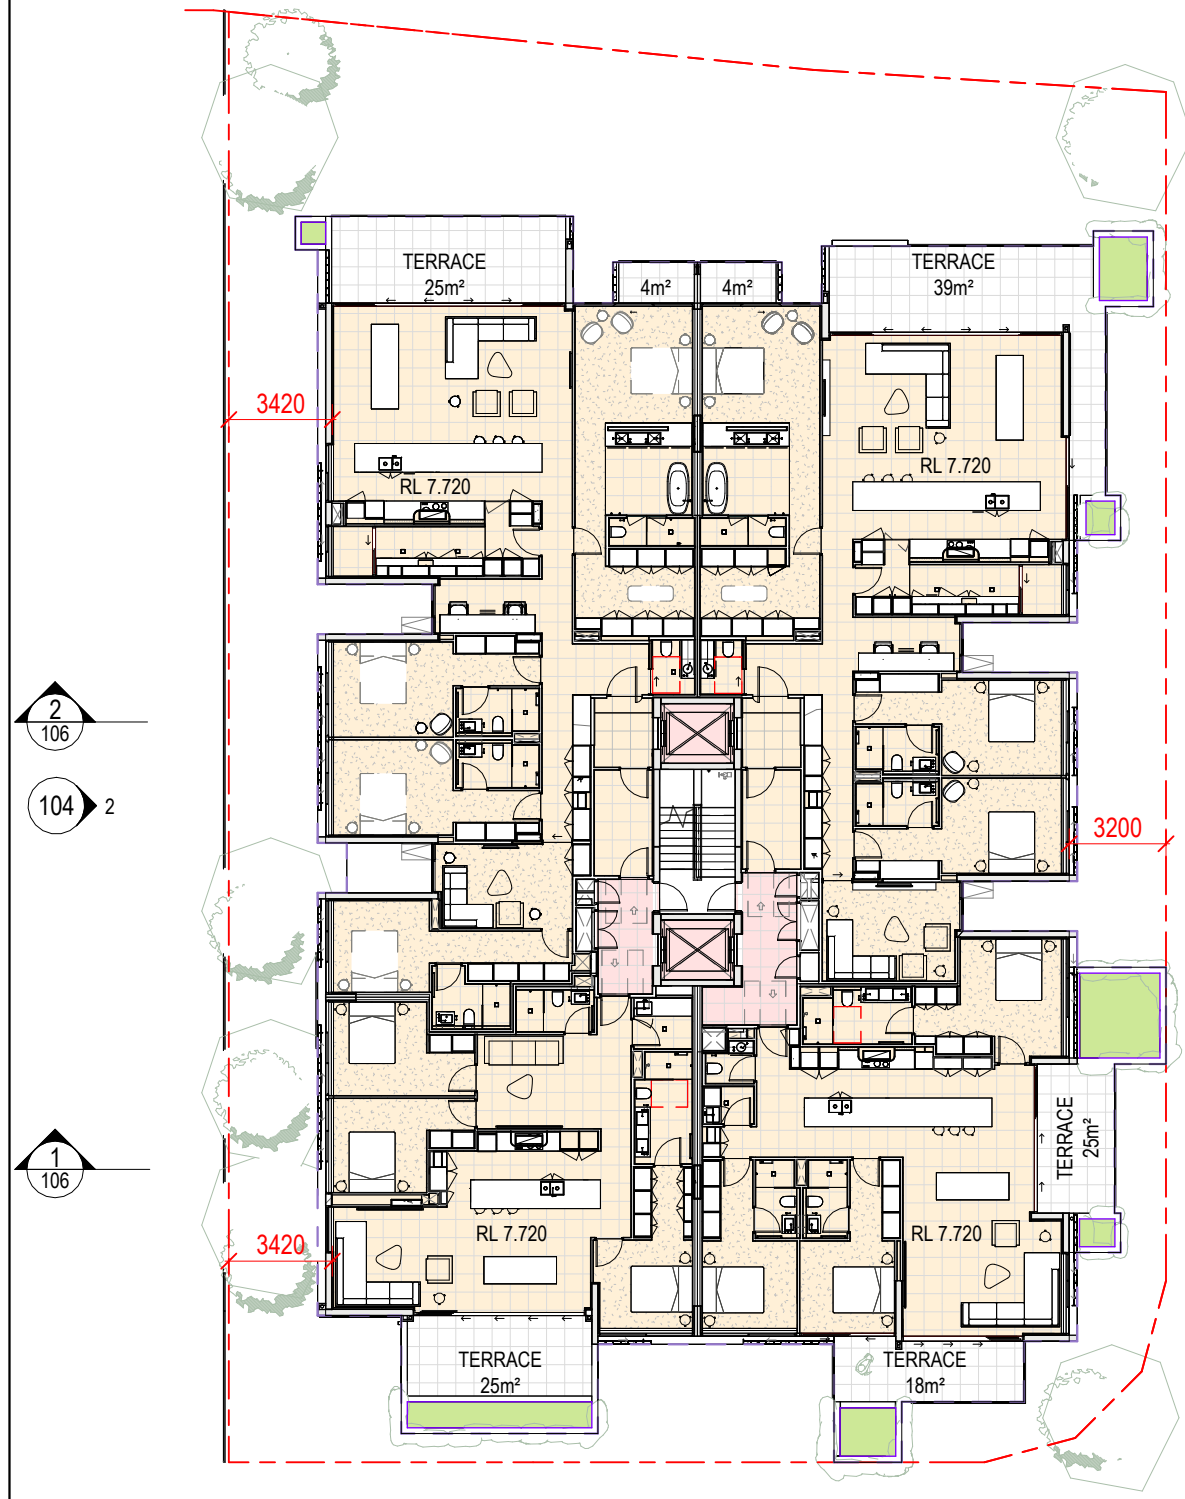 TERRACE
25m²
4m²
4m²
TERRACE
39m²
3420
RL 7.720
RL 7.720
2
106
104
2
3200
1
106
TERRACE
25m²
3420
RL 7.720
RL 7.720
TERRACE
25m²
TERRACE
18m²